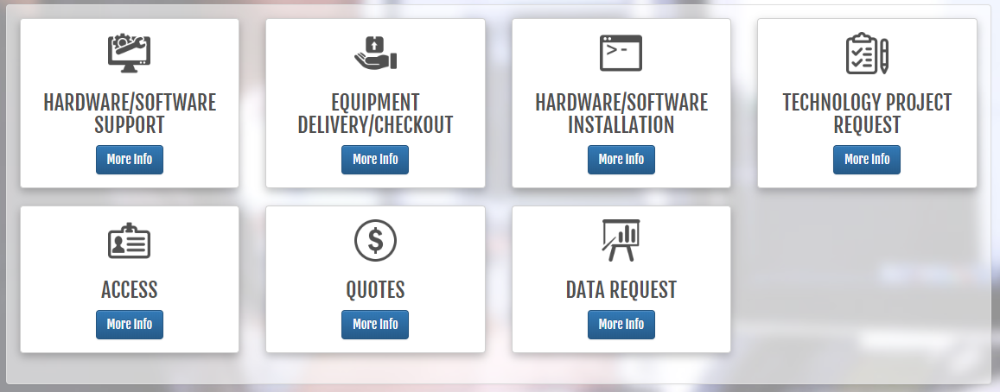 HARDWARE/SOFTWARE
SUPPORT
More Info
EQUIPMENT
DELIVERY/CHECKOUT
More Info
HARDWARE/SOFTWARE
INSTALLATION
More Info
TECHNOLOGY PROJECT
REQUEST
More Info
ACCESS
More Info
QUOTES
More Info
DATA REQUEST
More Info